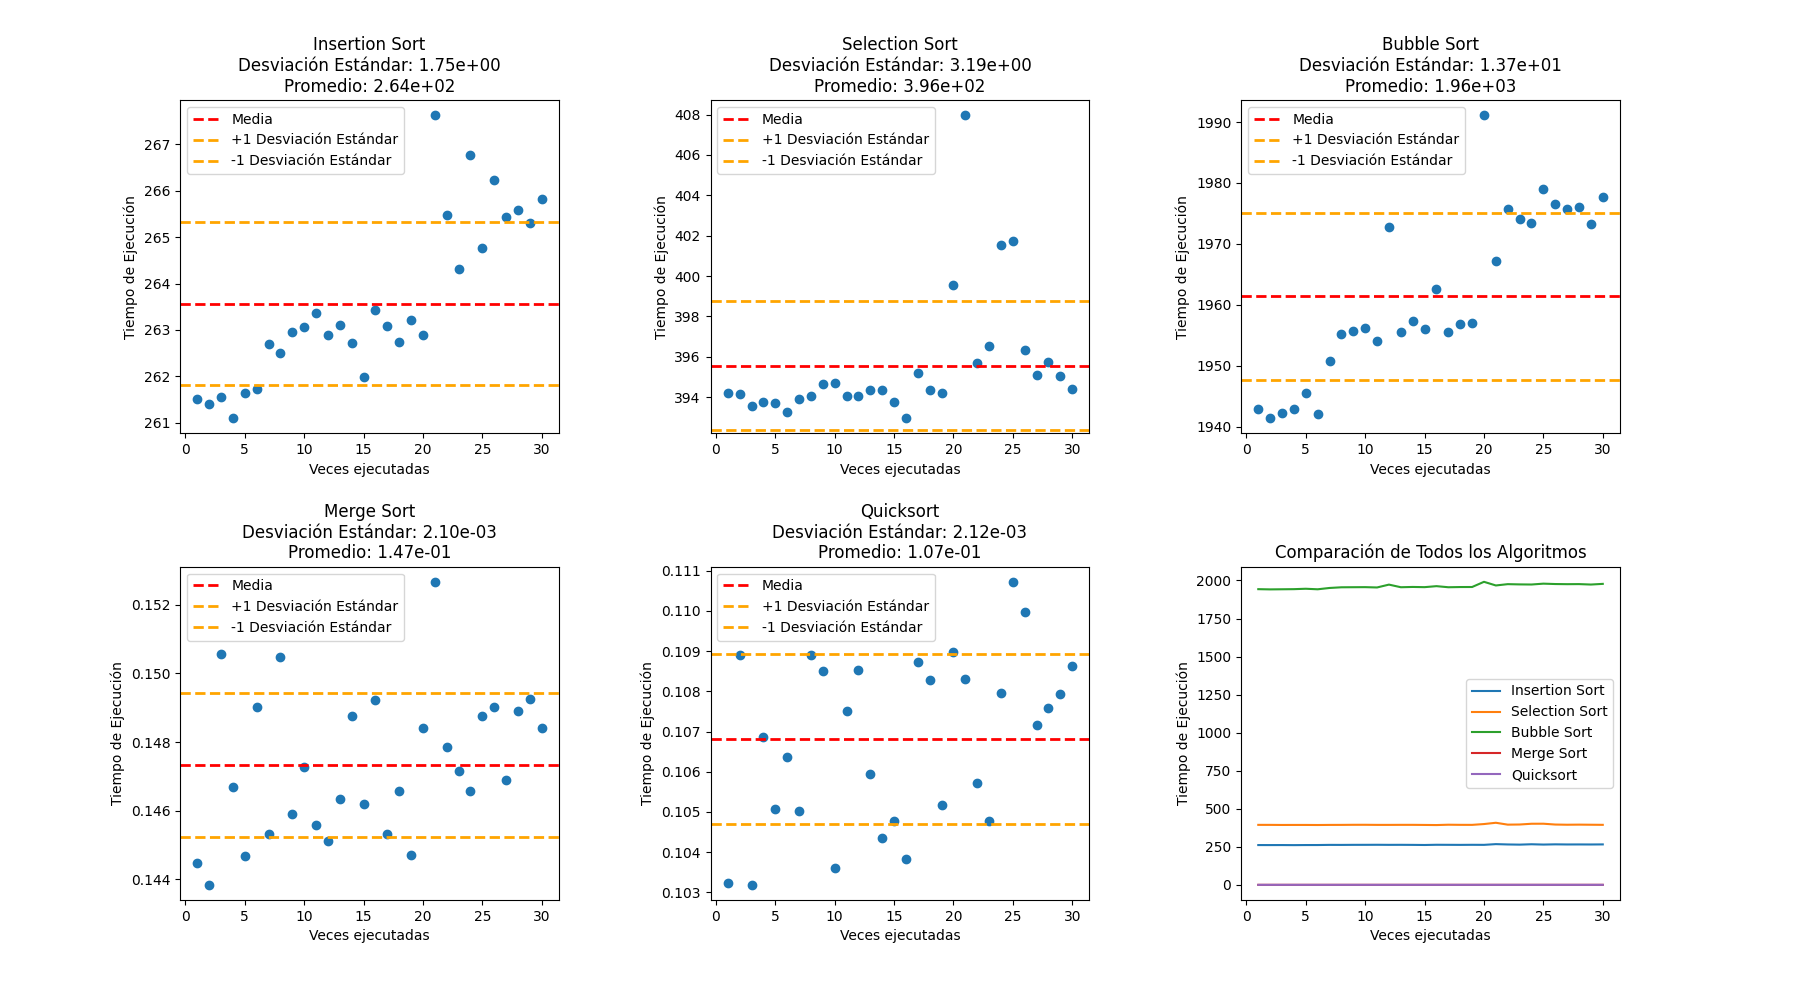 Insertion Sort
Desviación Estándar: 1.75e+00
Promedio: 2.64e+02
Media
+1 Desviación Estándar
-1 Desviación Estándar
267
266
265
264
263
262
261
Tiempo de Ejecución
0 5 10 15 20 25 30
Veces ejecutadas
Selection Sort
Desviación Estándar: 3.19e+00
Promedio: 3.96e+02
Media
+1 Desviación Estándar
-1 Desviación Estándar
408
406
404
402
400
398
396
394
Tiempo de Ejecución
0 5 10 15 20 25 30
Veces ejecutadas
Bubble Sort
Desviación Estándar: 1.37e+01
Promedio: 1.96e+03
Media
+1 Desviación Estándar
-1 Desviación Estándar
1990
1980
1970
1960
1950
1940
Tiempo de Ejecución
0 5 10 15 20 25 30
Veces ejecutadas
Merge Sort
Desviación Estándar: 2.10e-03
Promedio: 1.47e-01
Media
+1 Desviación Estándar
-1 Desviación Estándar
0.152
0.150
0.148
0.146
0.144
Tiempo de Ejecución
0 5 10 15 20 25 30
Veces ejecutadas
Quicksort
Desviación Estándar: 2.12e-03
Promedio: 1.07e-01
Media
+1 Desviación Estándar
-1 Desviación Estándar
0.111
0.110
0.109
0.108
0.107
0.106
0.105
0.104
0.103
Tiempo de Ejecución
0 5 10 15 20 25 30
Veces ejecutadas
Comparación de Todos los Algoritmos
2000
1750
1500
1250
1000
750
500
250
0
Tiempo de Ejecución
Insertion Sort
Selection Sort
Bubble Sort
Merge Sort
Quicksort
0 5 10 15 20 25 30
Veces ejecutadas